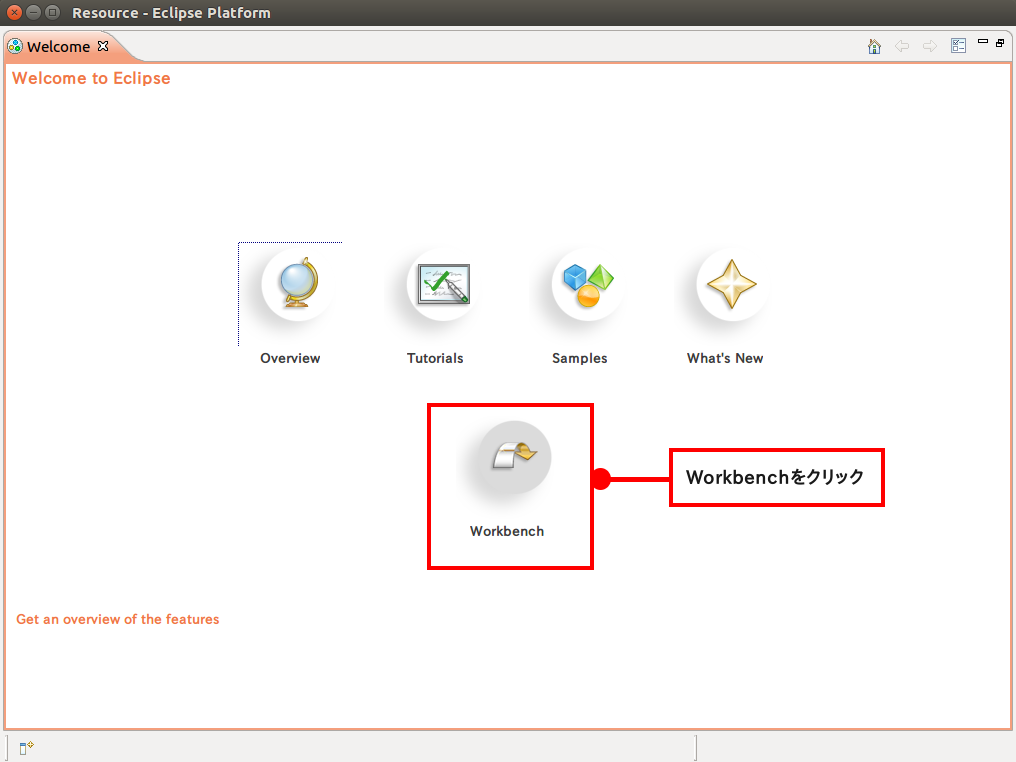 Resource - Eclipse Platform
Welcome
Welcome to Eclipse
Overview
Tutorials
Samples
What's New
Workbench
Workbenchをクリック
Get an overview of the features